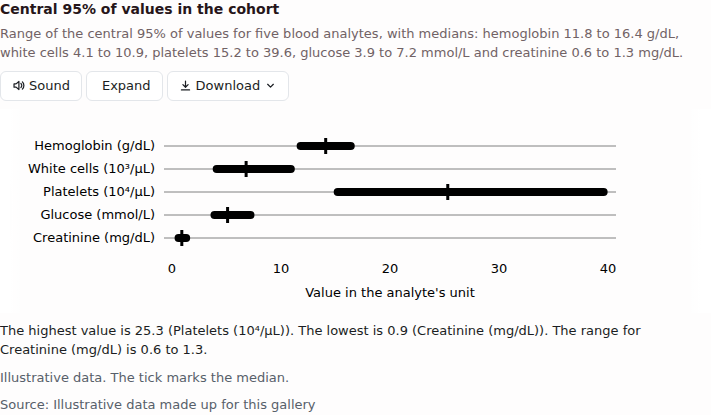 Central 95% of values in the cohort
Range of the central 95% of values for five blood analytes, with medians: hemoglobin 11.8 to 16.4 g/dL,
white cells 4.1 to 10.9, platelets 15.2 to 39.6, glucose 3.9 to 7.2 mmol/L and creatinine 0.6 to 1.3 mg/dL.
Sound Expand Download
Hemoglobin (g/dL)
White cells (10³/µL)
Platelets (10⁴/µL)
Glucose (mmol/L)
Creatinine (mg/dL)
0 10 20 30 40
Value in the analyte's unit
The highest value is 25.3 (Platelets (10⁴/µL)). The lowest is 0.9 (Creatinine (mg/dL)). The range for
Creatinine (mg/dL) is 0.6 to 1.3.
Illustrative data. The tick marks the median.
Source: Illustrative data made up for this gallery